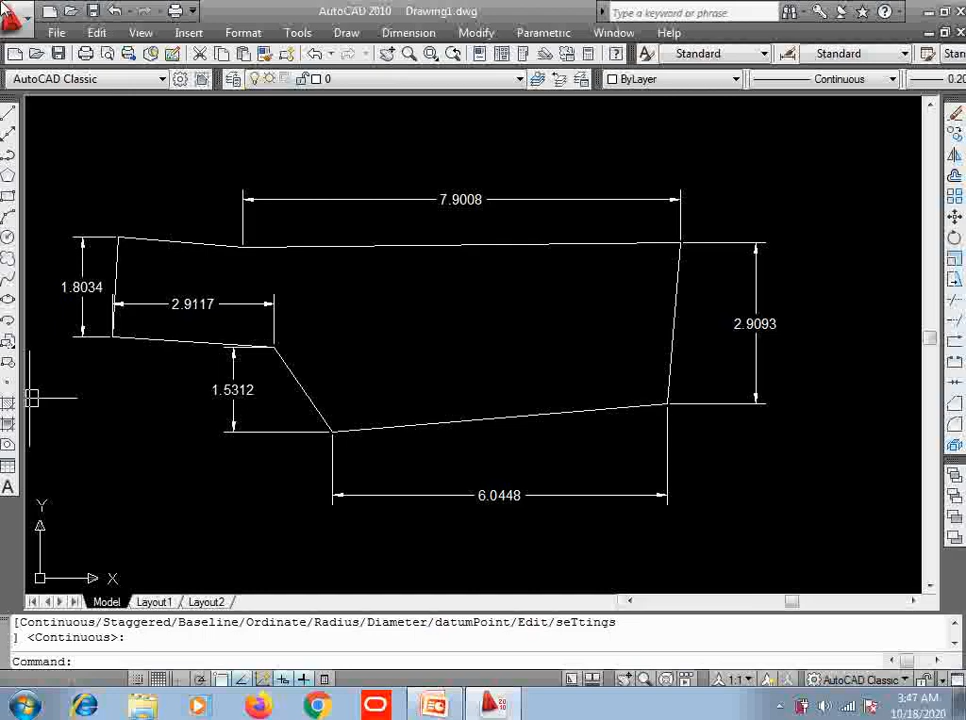 AutoCAD 2010 Drawing1.dwg
Type a keyword or phrase
File Edit View Insert Format Tools Draw Dimension Modify Parametric Window Help
Standard Standard
AutoCAD Classic 0 ByLayer Continuous 0.20
7.9008
1.8034
2.9117
2.9093
1.5312
6.0448
A
Y
X
Model Layout1 Layout2
[Continuous/Staggered/Baseline/Ordinate/Radius/Diameter/datumPoint/Edit/seTtings
] <Continuous>:
Command:
1:1 AutoCAD Classic
3:47 AM
10/18/2020